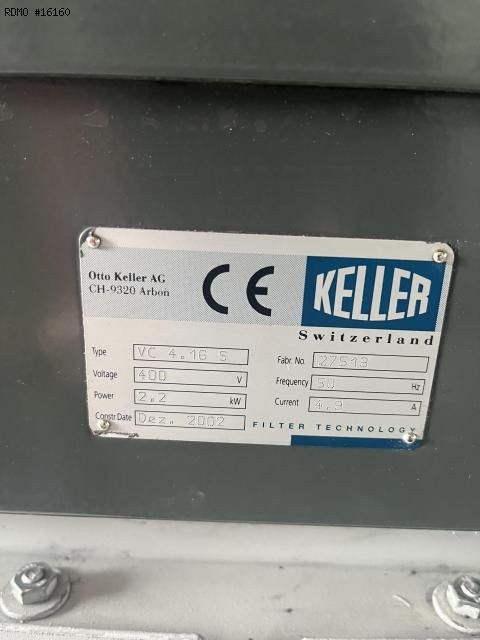 RDMO #16160
Otto Keller AG
CH-9320 Arbon
CE
KELLER
Switzerland
Type VC 4.16 S
Fabr. No. 27513
Voltage 400 V
Frequency 50 Hz
Power 2.2 kW
Current 4,9 A
Constr.Date Dez. 2002
FILTER TECHNOLOGY